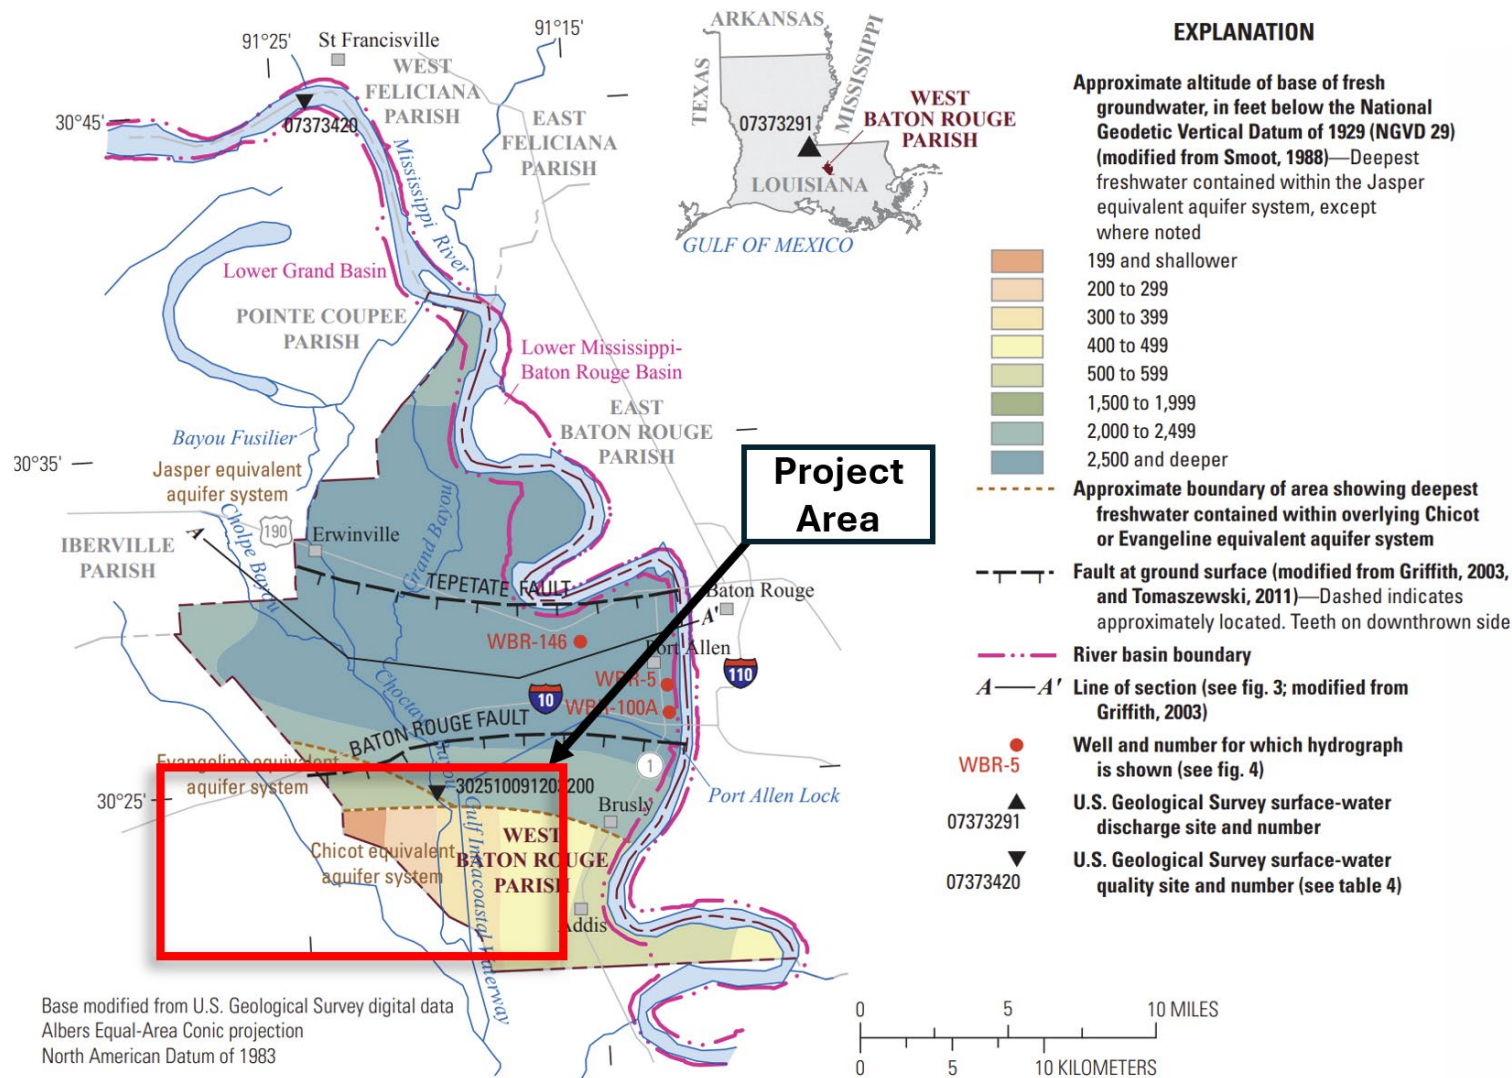 91°25'
St Francisville
91°15'
WEST
FELICIANA
PARISH
30°45'
07373420
EAST
FELICIANA
PARISH
Mississippi River
Lower Grand Basin
POINTE COUPEE
PARISH
Lower Mississippi-
Baton Rouge Basin
EAST
BATON ROUGE
PARISH
Bayou Fusilier
30°35'
Jasper equivalent
aquifer system
Project
Area
190
Erwinville
Cholpe Bayou
Grand Bayou
A
IBERVILLE
PARISH
TEPETATE FAULT
Baton Rouge
A'
WBR-146
Port Allen
WBR-5
110
10
WBR-100A
Choctaw Bayou
BATON ROUGE FAULT
Evangeline equivalent
aquifer system
1
302510091203200
Port Allen Lock
30°25'
Brusly
Gulf Intracoastal Waterway
WEST
BATON ROUGE
PARISH
Chicot equivalent
aquifer system
Addis
Base modified from U.S. Geological Survey digital data
Albers Equal-Area Conic projection
North American Datum of 1983
0 5 10 MILES
0 5 10 KILOMETERS
ARKANSAS
TEXAS
MISSISSIPPI
07373291
WEST
BATON ROUGE
PARISH
LOUISIANA
GULF OF MEXICO
EXPLANATION
Approximate altitude of base of fresh
groundwater, in feet below the National
Geodetic Vertical Datum of 1929 (NGVD 29)
(modified from Smoot, 1988)—Deepest
freshwater contained within the Jasper
equivalent aquifer system, except
where noted
199 and shallower
200 to 299
300 to 399
400 to 499
500 to 599
1,500 to 1,999
2,000 to 2,499
2,500 and deeper
Approximate boundary of area showing deepest
freshwater contained within overlying Chicot
or Evangeline equivalent aquifer system
Fault at ground surface (modified from Griffith, 2003,
and Tomaszewski, 2011)—Dashed indicates
approximately located. Teeth on downthrown side
River basin boundary
A A' Line of section (see fig. 3; modified from
Griffith, 2003)
Well and number for which hydrograph
WBR-5 is shown (see fig. 4)
U.S. Geological Survey surface-water
07373291 discharge site and number
U.S. Geological Survey surface-water
07373420 quality site and number (see table 4)